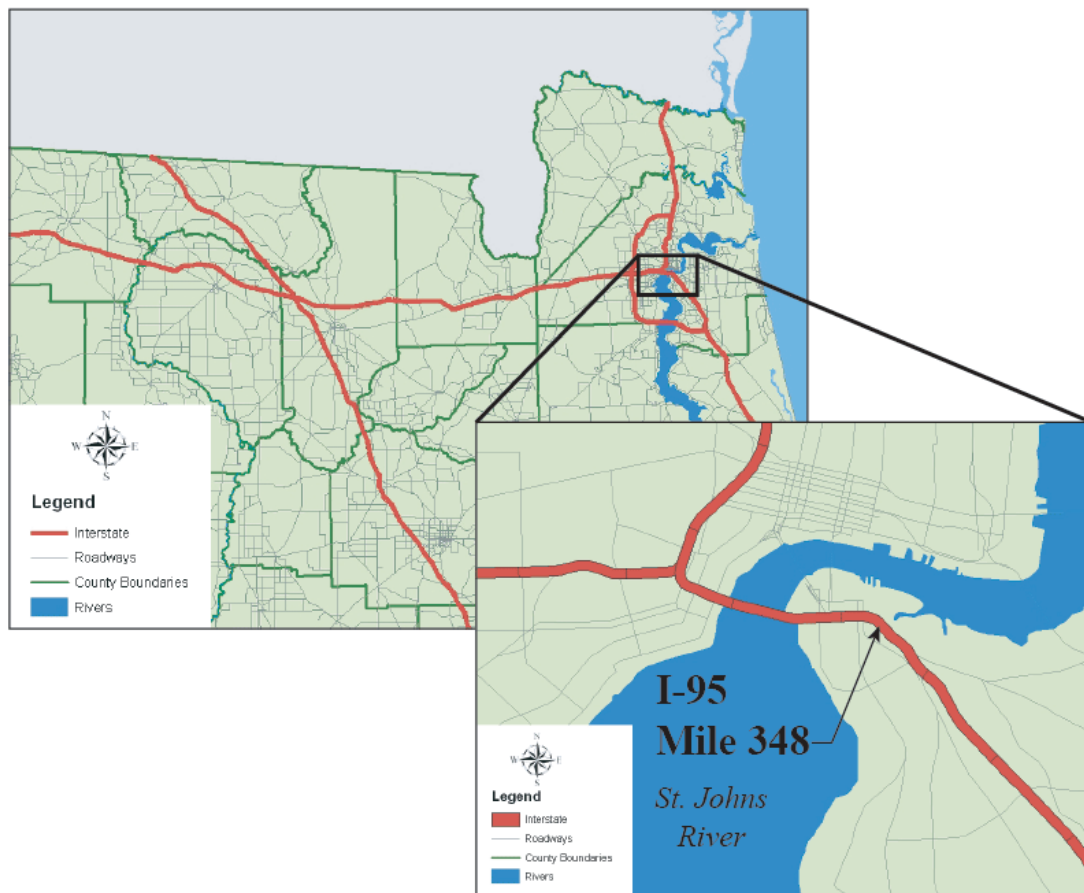 N
W E
S
Legend
Interstate
Roadways
County Boundaries
Rivers
I-95
Mile 348
St. Johns
River
N
W E
S
Legend
Interstate
Roadways
County Boundaries
Rivers